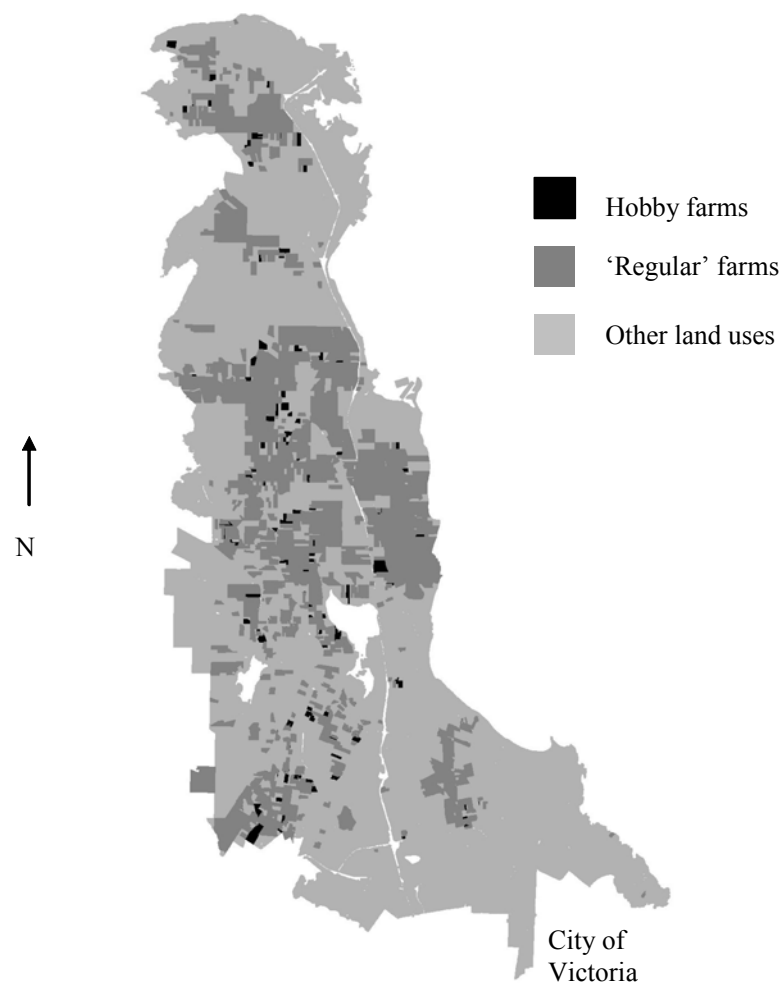 Hobby farms
‘Regular’ farms
Other land uses
N
City of
Victoria